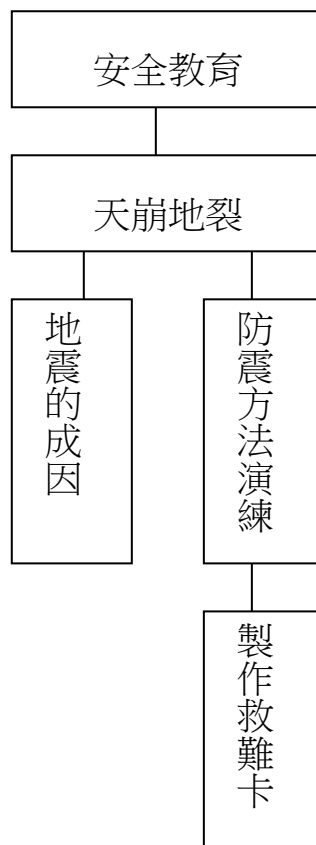 安全教育
天崩地裂
地震的成因
防震方法演練
製作救難卡